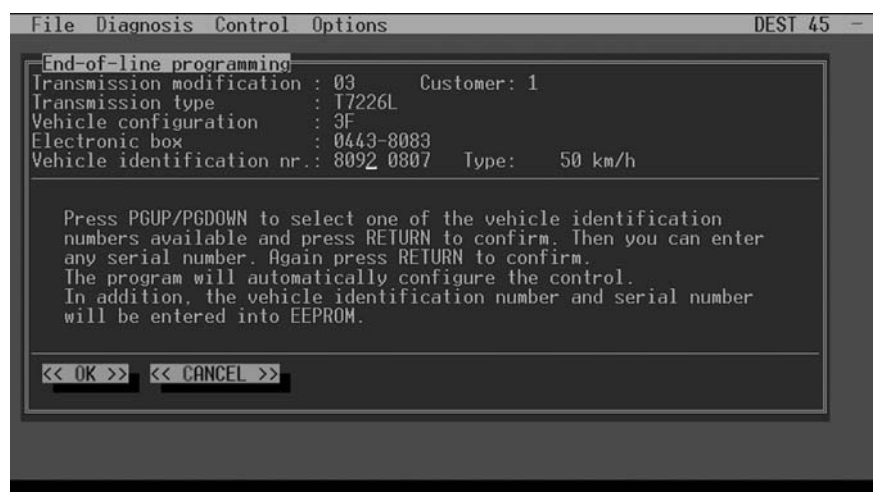 File  Diagnosis  Control  Options  DEST 45  –
End-of-line programming
Transmission modification : 03  Customer: 1
Transmission type : T7226L
Vehicle configuration : 3F
Electronic box : 0443-8083
Vehicle identification nr.: 8092 0807  Type:  50 km/h
Press PGUP/PGDOWN to select one of the vehicle identification
numbers available and press RETURN to confirm. Then you can enter
any serial number. Again press RETURN to confirm.
The program will automatically configure the control.
In addition, the vehicle identification number and serial number
will be entered into EEPROM.
<< OK >>  << CANCEL >>